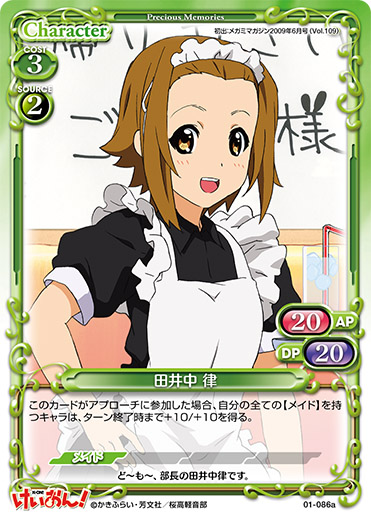 Precious Memories
Character
初出:メガミマガジン2009年6月号(Vol.109)
COST
3
SOURCE
2
帰り
ご
様
20 AP
DP 20
田井中 律
このカードがアプローチに参加した場合、自分の全ての【メイド】を持
つキャラは、ターン終了時まで+10/+10を得る。
メイド
ど~も~、部長の田井中律です。
K-ON!
けいおん!
©かきふらい・芳文社/桜高軽音部
01-086a